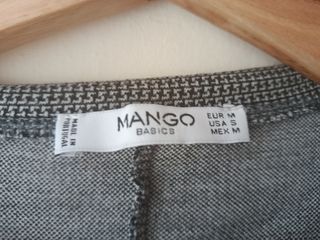 MADE IN
PORTUGAL
MANGO
BASICS
EUR M
USA S
MEX M